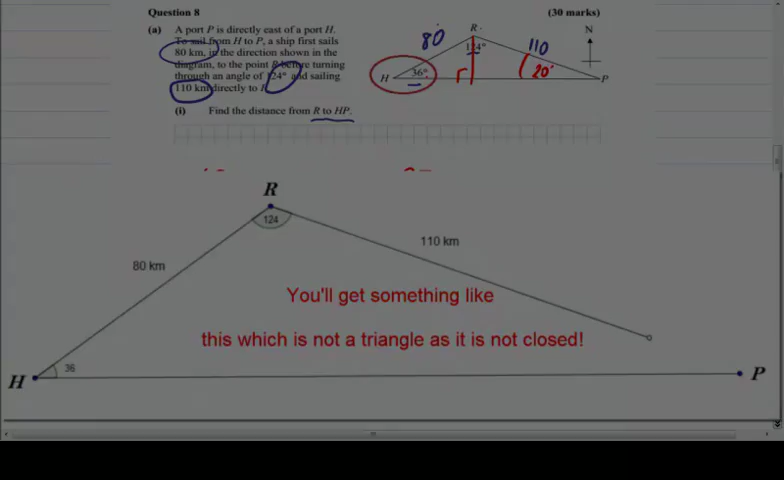 Question 8
(30 marks)
(a) A port P is directly east of a port H.
To sail from H to P, a ship first sails
80 km, in the direction shown in the
diagram, to the point R before turning
through an angle of 124° and sailing
110 km directly to
(i) Find the distance from R to HP.
80
R
124°
110
N
H
36°
20°
P
R
124
80 km
110 km
You'll get something like
this which is not a triangle as it is not closed!
H
36
P